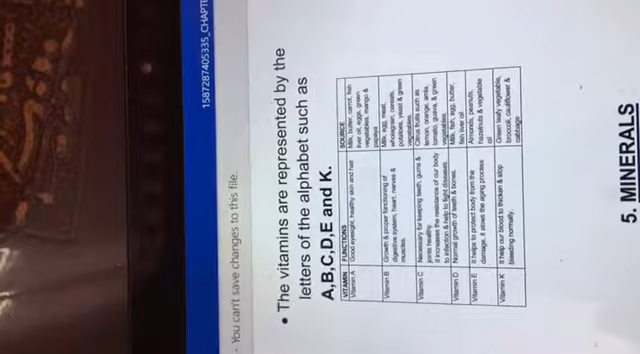 1587287405335_CHAPTE
- You can't save changes to this file.
• The vitamins are represented by the
letters of the alphabet such as
A,B,C,D,E and K.
VITAMIN FUNCTIONS SOURCE
Vitamin A Good eyesight, healthy skin and hair Milk, butter, carrot, fish
liver oil, eggs, green
vegetables, mango &
papaya
Vitamin B Growth & proper functioning of Milk, egg, meat,
digestive system, heart, nerves & wholegrain, cereals,
muscles. potatoes, yeast & green
vegetables
Vitamin C Necessary for keeping teeth, gums & Citrus fruits such as
joints healthy. lemon, orange, amla,
It increases the resistance of our body tomato, guava, & green
to infection & help to fight diseases. vegetables
Vitamin D Normal growth of teeth & bones. Milk, fish, egg, butter,
fish liver oil
Vitamin E It helps to protect body from the Almonds, peanuts,
damage, it slows the aging process hazelnuts & vegetable
oil
Vitamin K It help our blood to thicken & stop Green leafy vegetable,
bleeding normally. broccoli, cauliflower &
cabbage
5. MINERALS